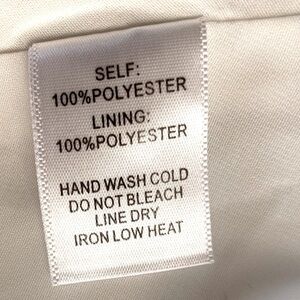 SELF:
100%POLYESTER
LINING:
100%POLYESTER
HAND WASH COLD
DO NOT BLEACH
LINE DRY
IRON LOW HEAT